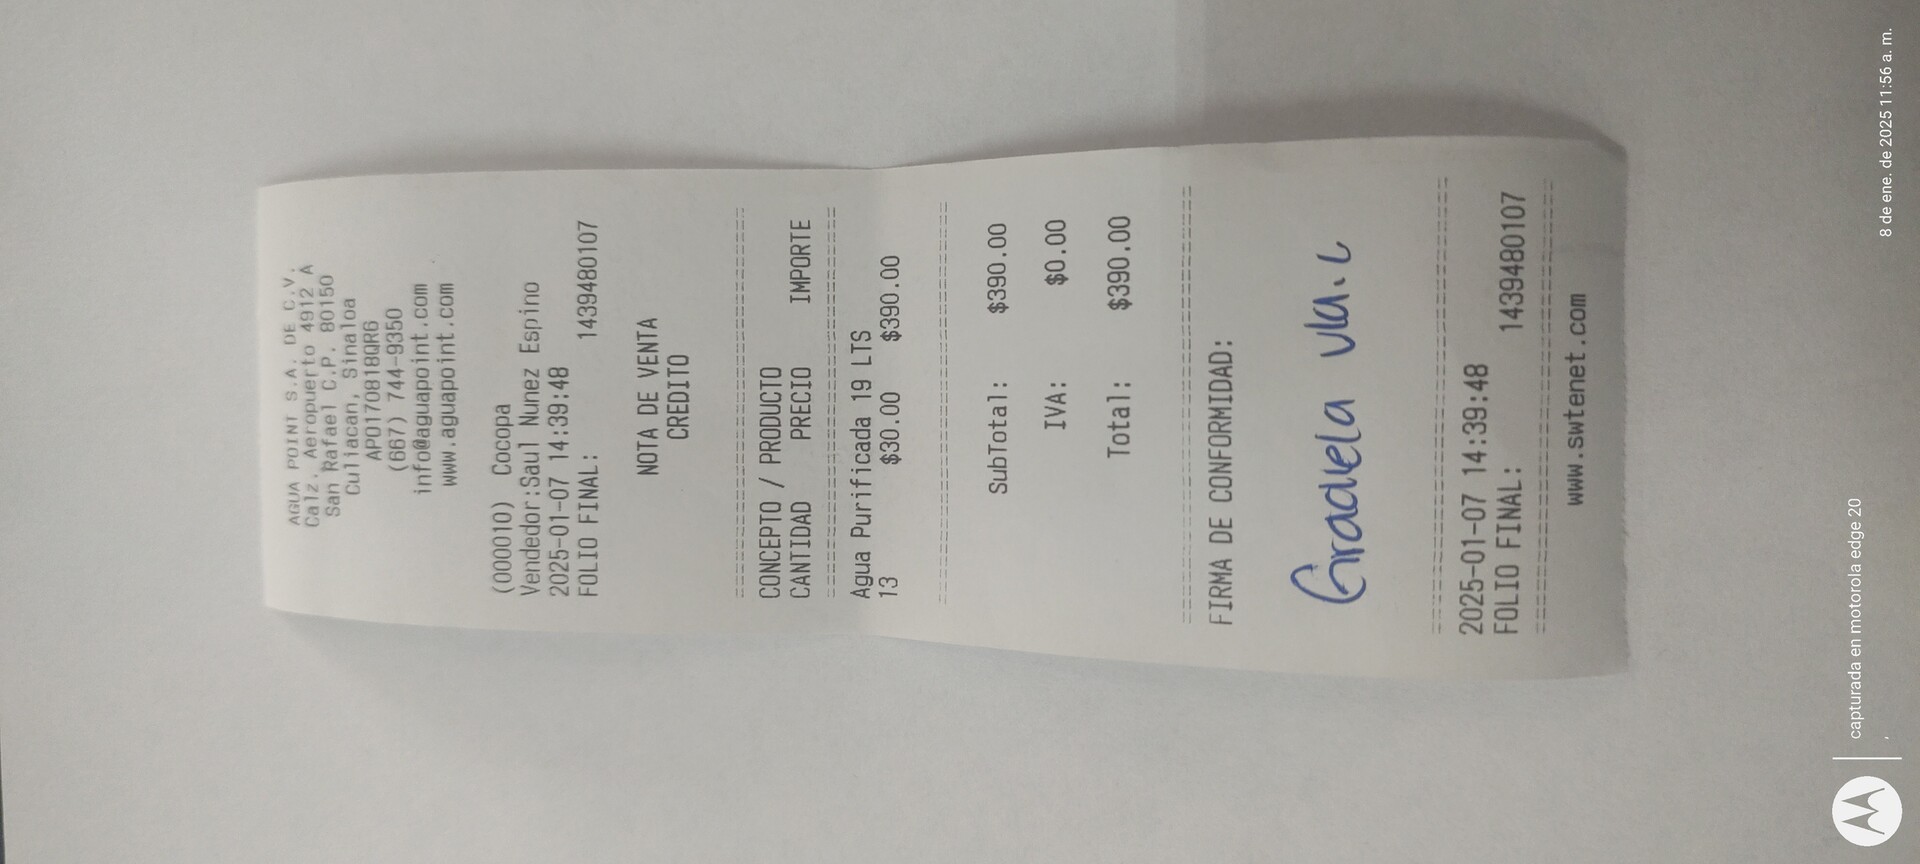 AGUA POINT S.A. DE C.V.
Calz. Aeropuerto 4912 A
San Rafael C.P. 80150
Culiacan, Sinaloa
APO170818QR6
(667) 744-9350
info@aguapoint.com
www.aguapoint.com
(000010) Cocopa
Vendedor:Saul Nunez Espino
2025-01-07 14:39:48
FOLIO FINAL: 1439480107
NOTA DE VENTA
CREDITO
CONCEPTO / PRODUCTO
CANTIDAD PRECIO IMPORTE
Agua Purificada 19 LTS
13 $30.00 $390.00
SubTotal: $390.00
IVA: $0.00
Total: $390.00
FIRMA DE CONFORMIDAD:
Graciela
2025-01-07 14:39:48
FOLIO FINAL: 1439480107
www.swtenet.com
capturada en motorola edge 20
8 de ene. de 2025 11:56 a. m.